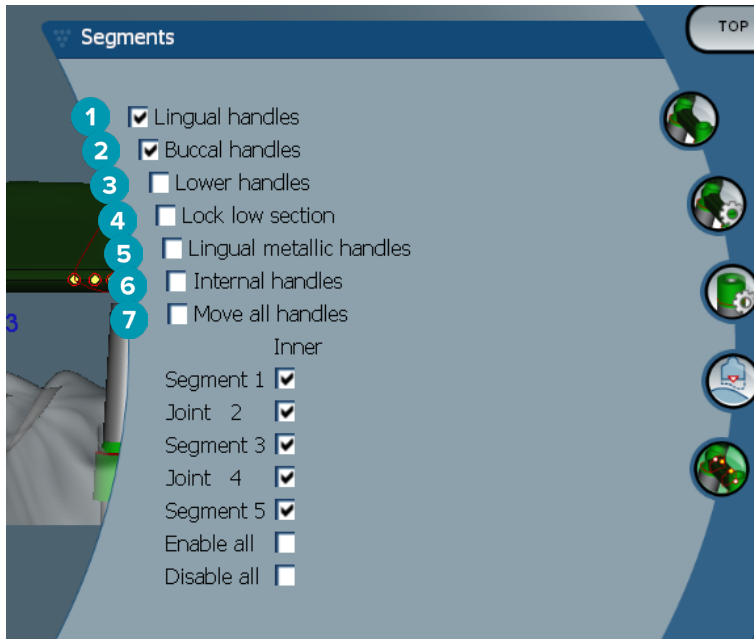 Segments
TOP
1 Lingual handles
2 Buccal handles
3 Lower handles
4 Lock low section
5 Lingual metallic handles
6 Internal handles
7 Move all handles
3
Inner
Segment 1
Joint 2
Segment 3
Joint 4
Segment 5
Enable all
Disable all